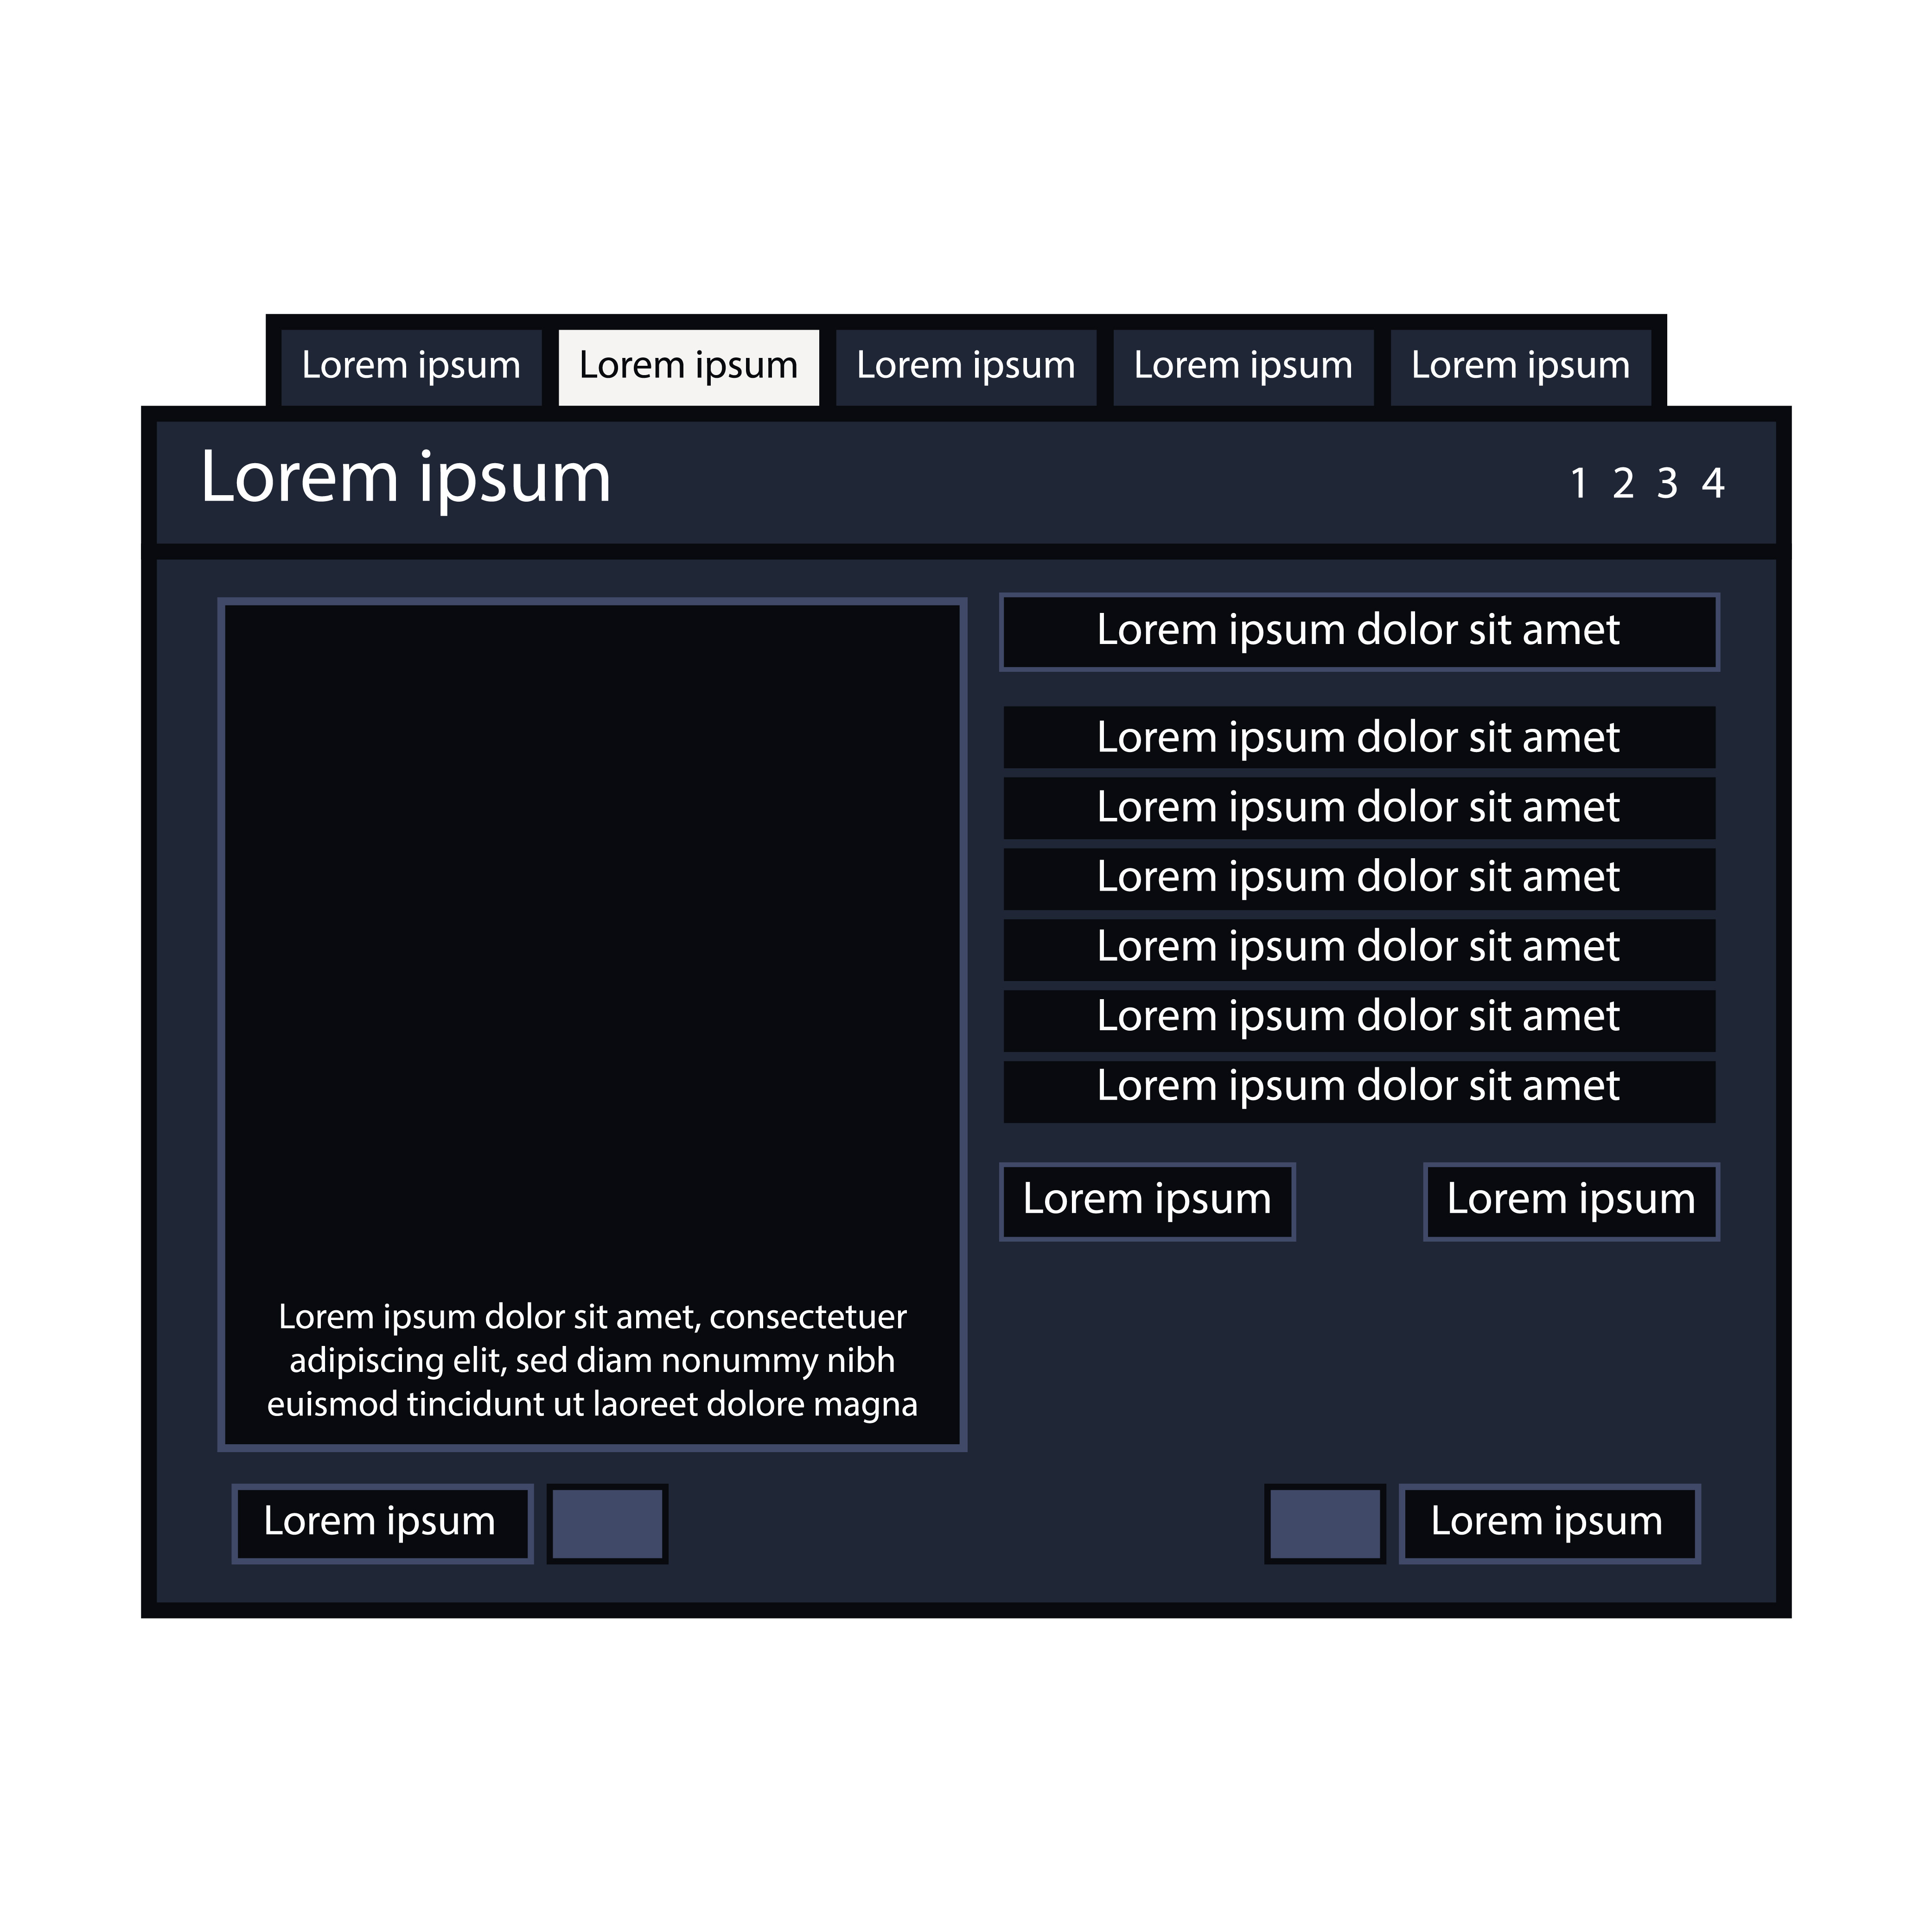 Lorem ipsum Lorem ipsum Lorem ipsum Lorem ipsum Lorem ipsum
Lorem ipsum 1 2 3 4
Lorem ipsum dolor sit amet, consectetuer
adipiscing elit, sed diam nonummy nibh
euismod tincidunt ut laoreet dolore magna
Lorem ipsum dolor sit amet
Lorem ipsum dolor sit amet
Lorem ipsum dolor sit amet
Lorem ipsum dolor sit amet
Lorem ipsum dolor sit amet
Lorem ipsum dolor sit amet
Lorem ipsum dolor sit amet
Lorem ipsum Lorem ipsum
Lorem ipsum Lorem ipsum